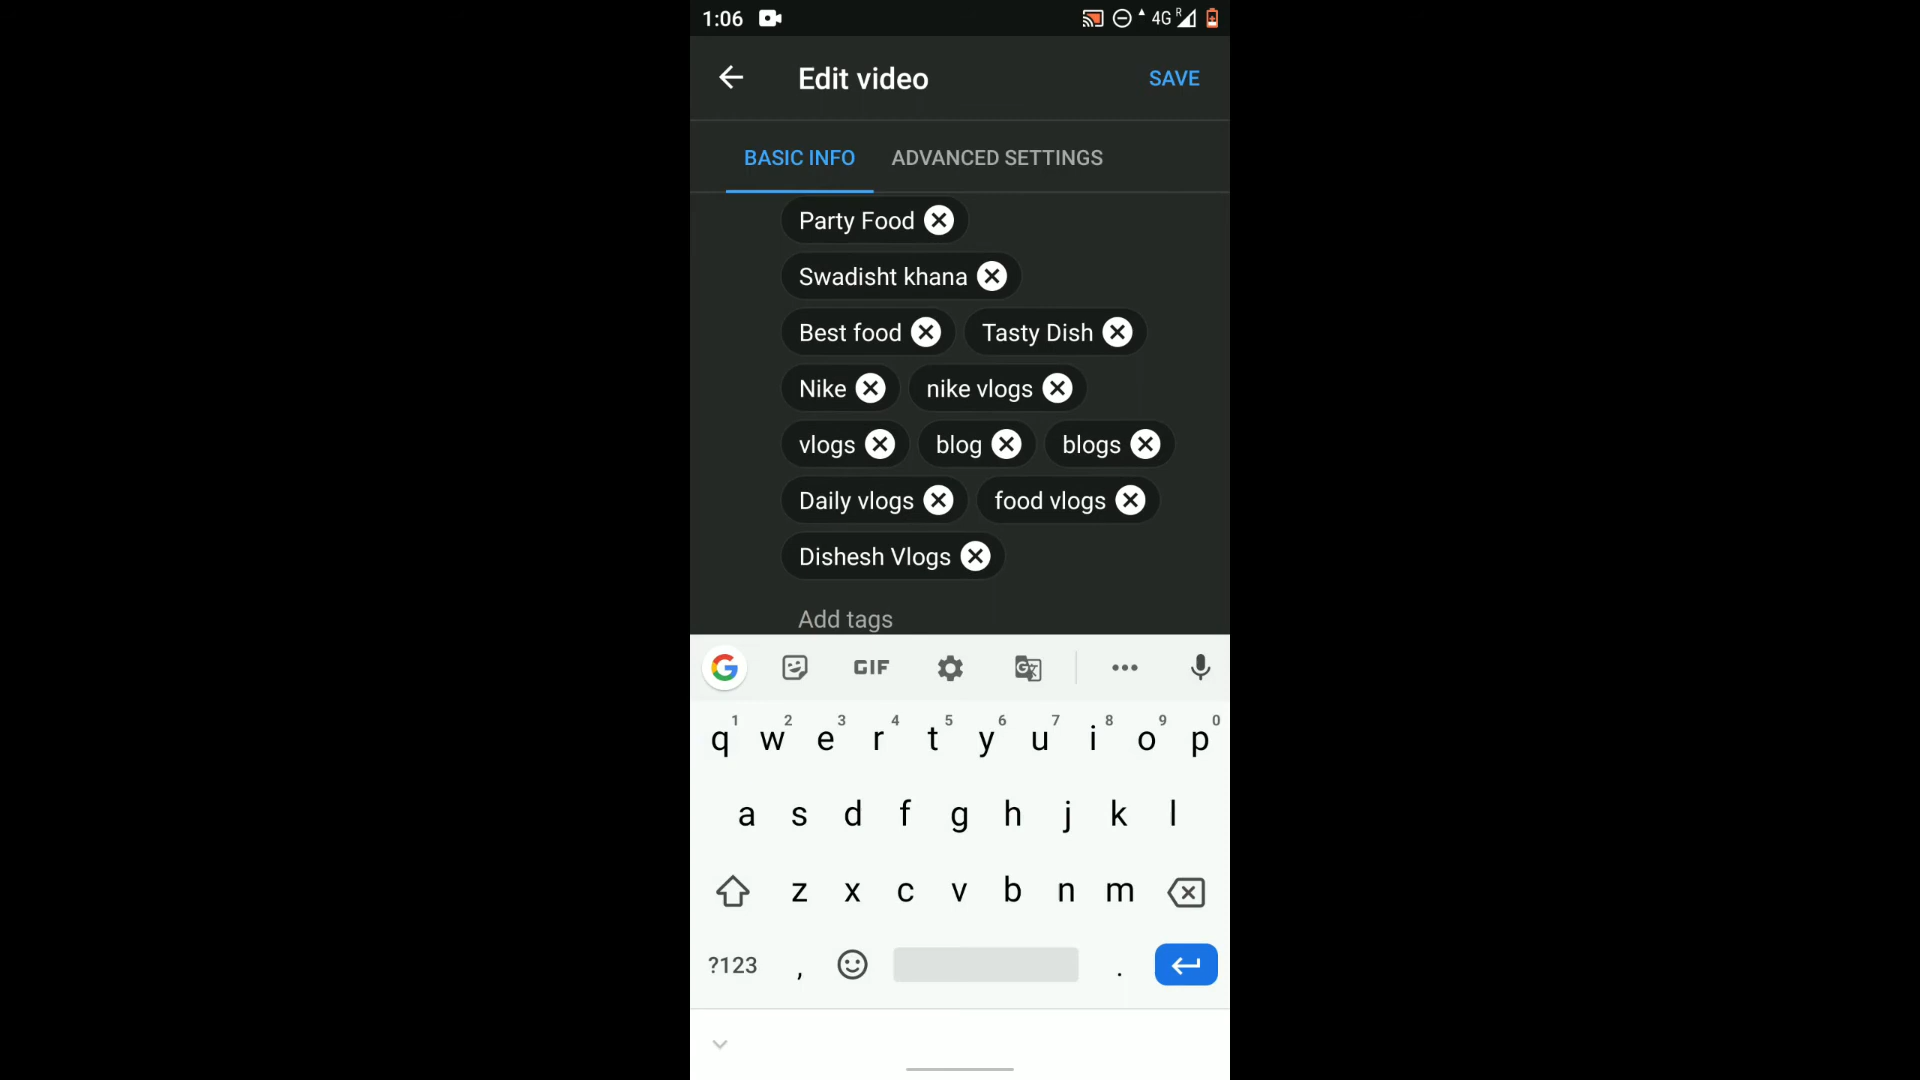 1:06 4G R
Edit video SAVE
BASIC INFO ADVANCED SETTINGS
Party Food
Swadisht khana
Best food Tasty Dish
Nike nike vlogs
vlogs blog blogs
Daily vlogs food vlogs
Dishesh Vlogs
Add tags
G GIF G
1 2 3 4 5 6 7 8 9 0
q w e r t y u i o p
a s d f g h j k l
z x c v b n m
?123 , .